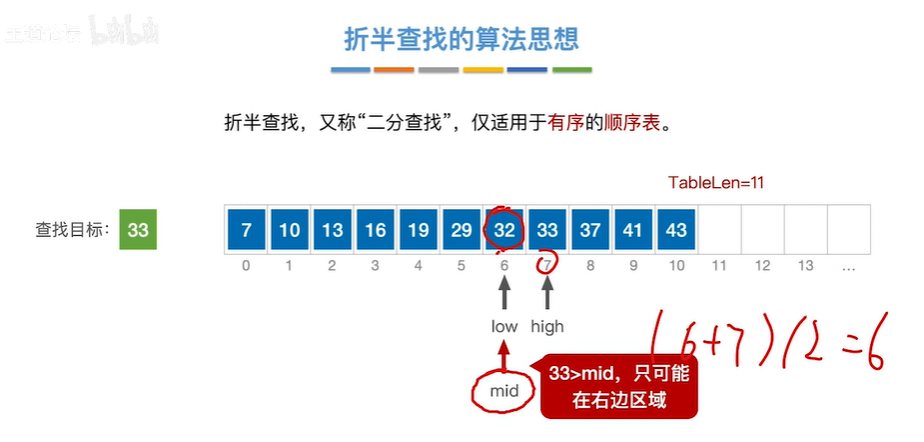 王道论坛 bilibili
折半查找的算法思想
折半查找，又称“二分查找”，仅适用于有序的顺序表。
TableLen=11
查找目标： 33 7 10 13 16 19 29 32 33 37 41 43
0 1 2 3 4 5 6 7 8 9 10 11 12 13 ...
low high
(6+7)/2=6
mid
33>mid，只可能
在右边区域